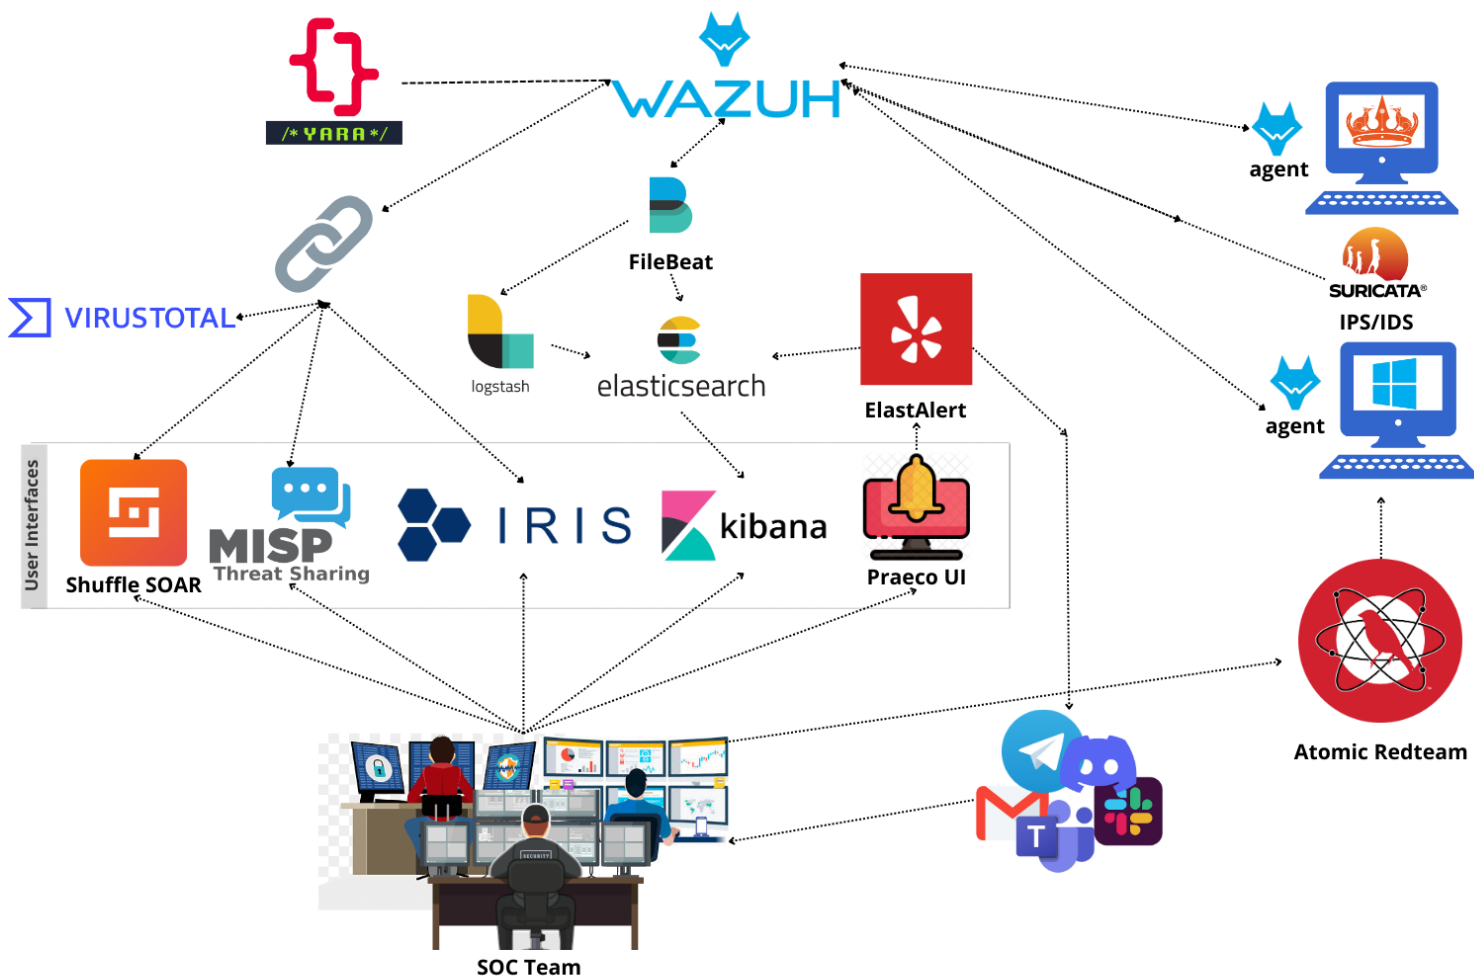 WAZUH
/*YARA*/
agent
FileBeat
SURICATA®
IPS/IDS
VIRUSTOTAL
logstash
elasticsearch
ElastAlert
agent
User Interfaces
Shuffle SOAR
MISP
Threat Sharing
IRIS
kibana
Praeco UI
Atomic Redteam
T
SECURITY
SOC Team